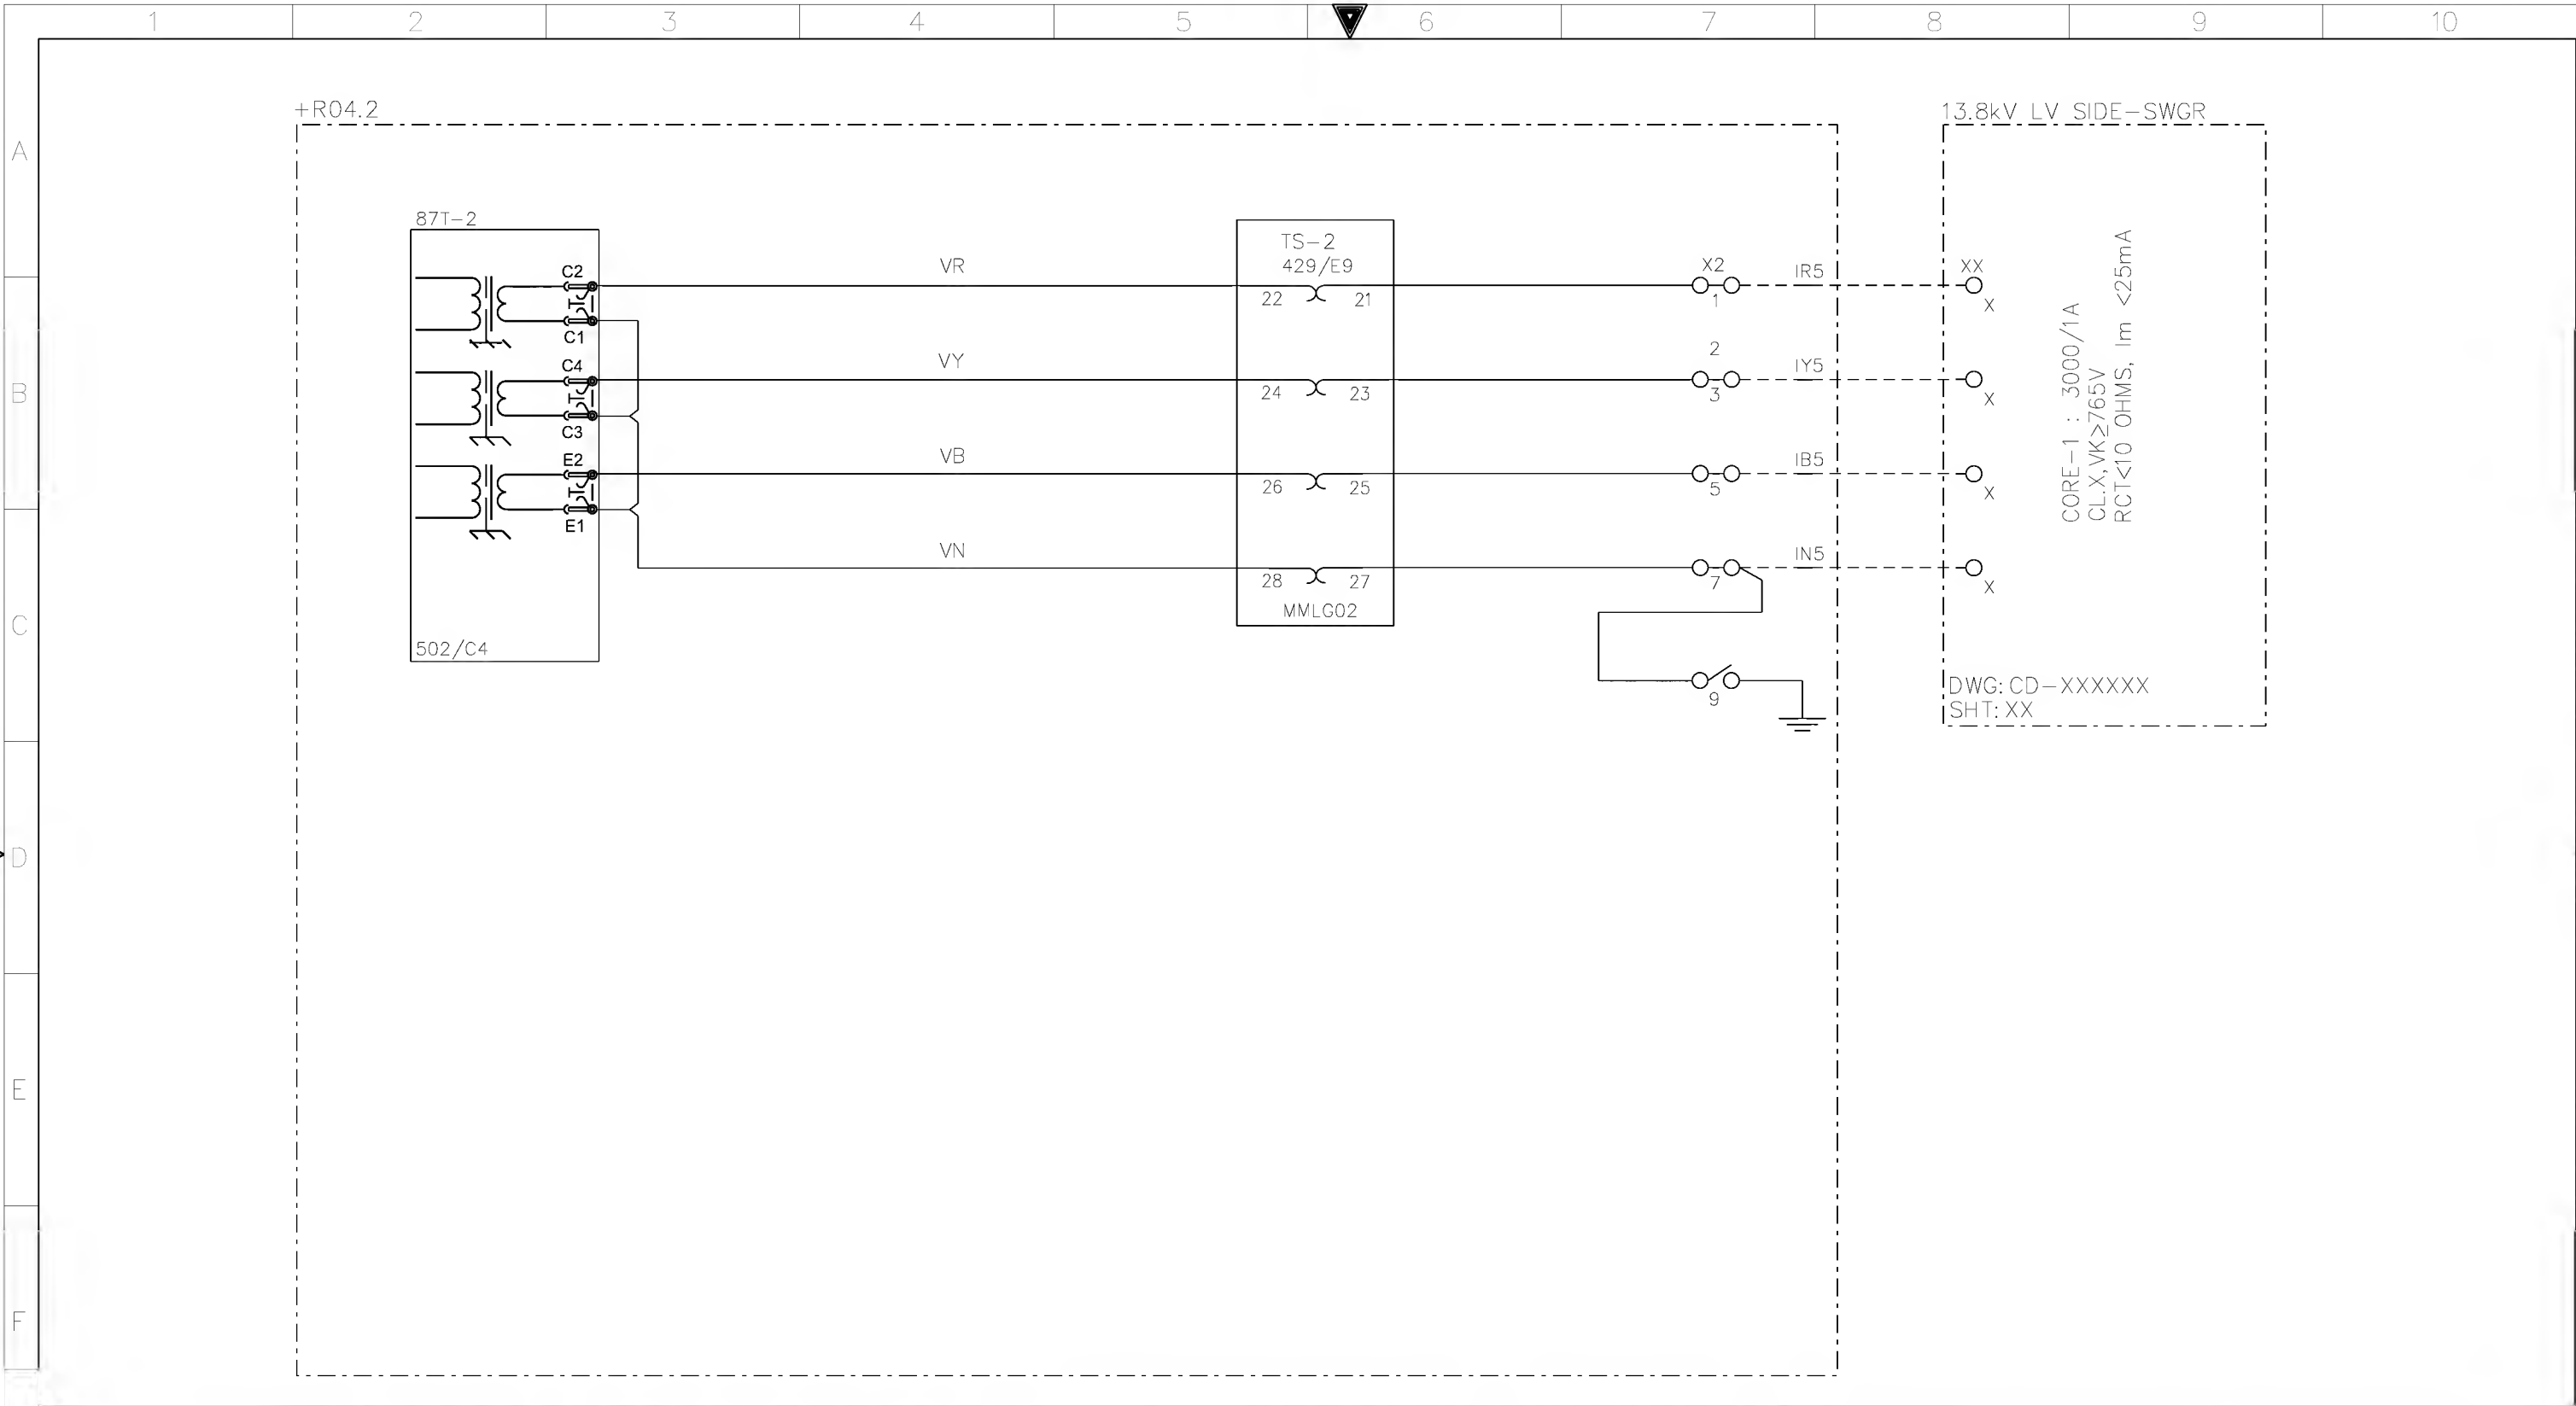 1 2 3 4 5 6 7 8 9 10
A
B
C
D
E
F
+R04.2
87T-2
C2
C1
C4
C3
E2
E1
502/C4
VR
VY
VB
VN
TS-2
429/E9
22 21
24 23
26 25
28 27
MMLG02
X2
1
2
3
5
7
9
IR5
IY5
IB5
IN5
13.8kV LV SIDE-SWGR
XX
X
X
X
X
CORE-1 : 3000/1A
CL.X,VK≥765V
RCT<10 OHMS, Im <25mA
DWG: CD-XXXXXX
SHT: XX